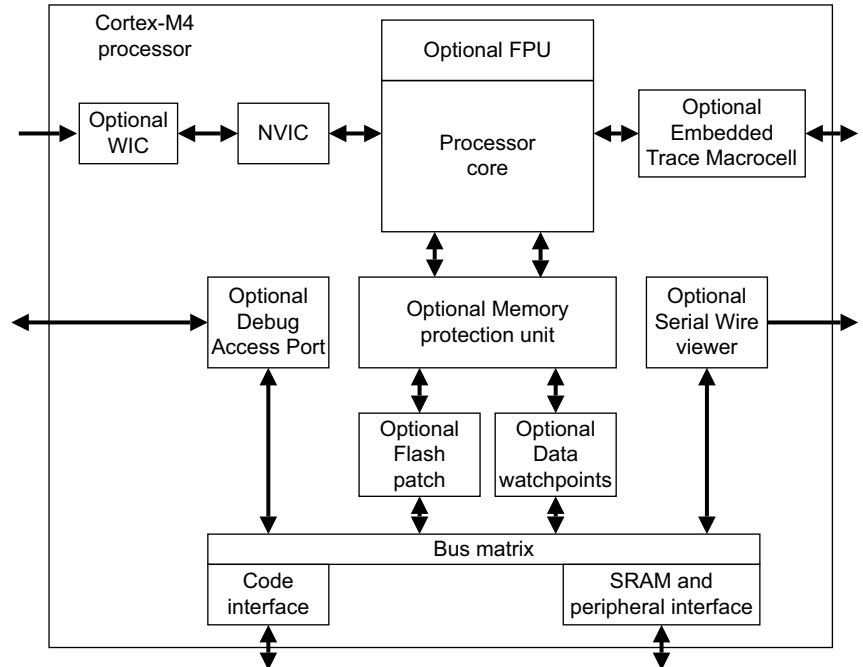 Cortex-M4
processor
Optional FPU
Optional
WIC
NVIC
Processor
core
Optional
Embedded
Trace Macrocell
Optional
Debug
Access Port
Optional Memory
protection unit
Optional
Serial Wire
viewer
Optional
Flash
patch
Optional
Data
watchpoints
Bus matrix
Code
interface
SRAM and
peripheral interface